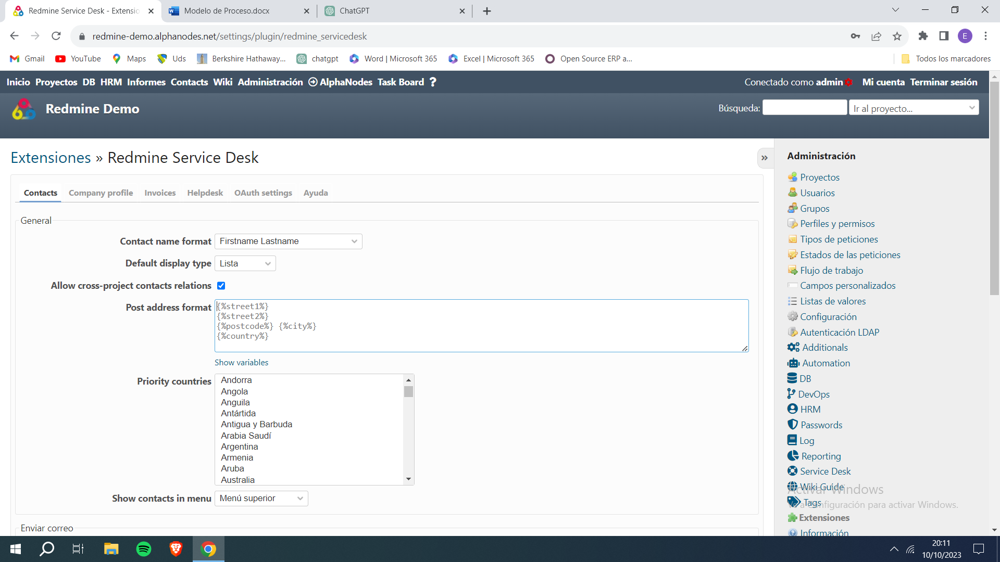 Redmine Service Desk - Extensio
Modelo de Proceso.docx
ChatGPT
redmine-demo.alphanodes.net/settings/plugin/redmine_servicedesk
E
Gmail
YouTube
Maps
Uds
Berkshire Hathaway...
chatgpt
Word | Microsoft 365
Excel | Microsoft 365
Open Source ERP a...
Todos los marcadores
Inicio Proyectos DB HRM Informes Contacts Wiki Administración AlphaNodes Task Board ?
Conectado como admin Mi cuenta Terminar sesión
Redmine Demo
Búsqueda:
Ir al proyecto...
Extensiones » Redmine Service Desk
»
Contacts
Company profile
Invoices
Helpdesk
OAuth settings
Ayuda
General
Contact name format
Firstname Lastname
Default display type
Lista
Allow cross-project contacts relations
Post address format
{%street1%}
{%street2%}
{%postcode%} {%city%}
{%country%}
Show variables
Priority countries
Andorra
Angola
Anguila
Antártida
Antigua y Barbuda
Arabia Saudí
Argentina
Armenia
Aruba
Australia
Show contacts in menu
Menú superior
Enviar correo
Administración
Proyectos
Usuarios
Grupos
Perfiles y permisos
Tipos de peticiones
Estados de las peticiones
Flujo de trabajo
Campos personalizados
Listas de valores
Configuración
Autenticación LDAP
Additionals
Automation
DB
DevOps
HRM
Passwords
Log
Reporting
Service Desk
Wiki Guide
Tags
Extensiones
Información
Activar Windows
Ve a Configuración para activar Windows.
20:11
10/10/2023